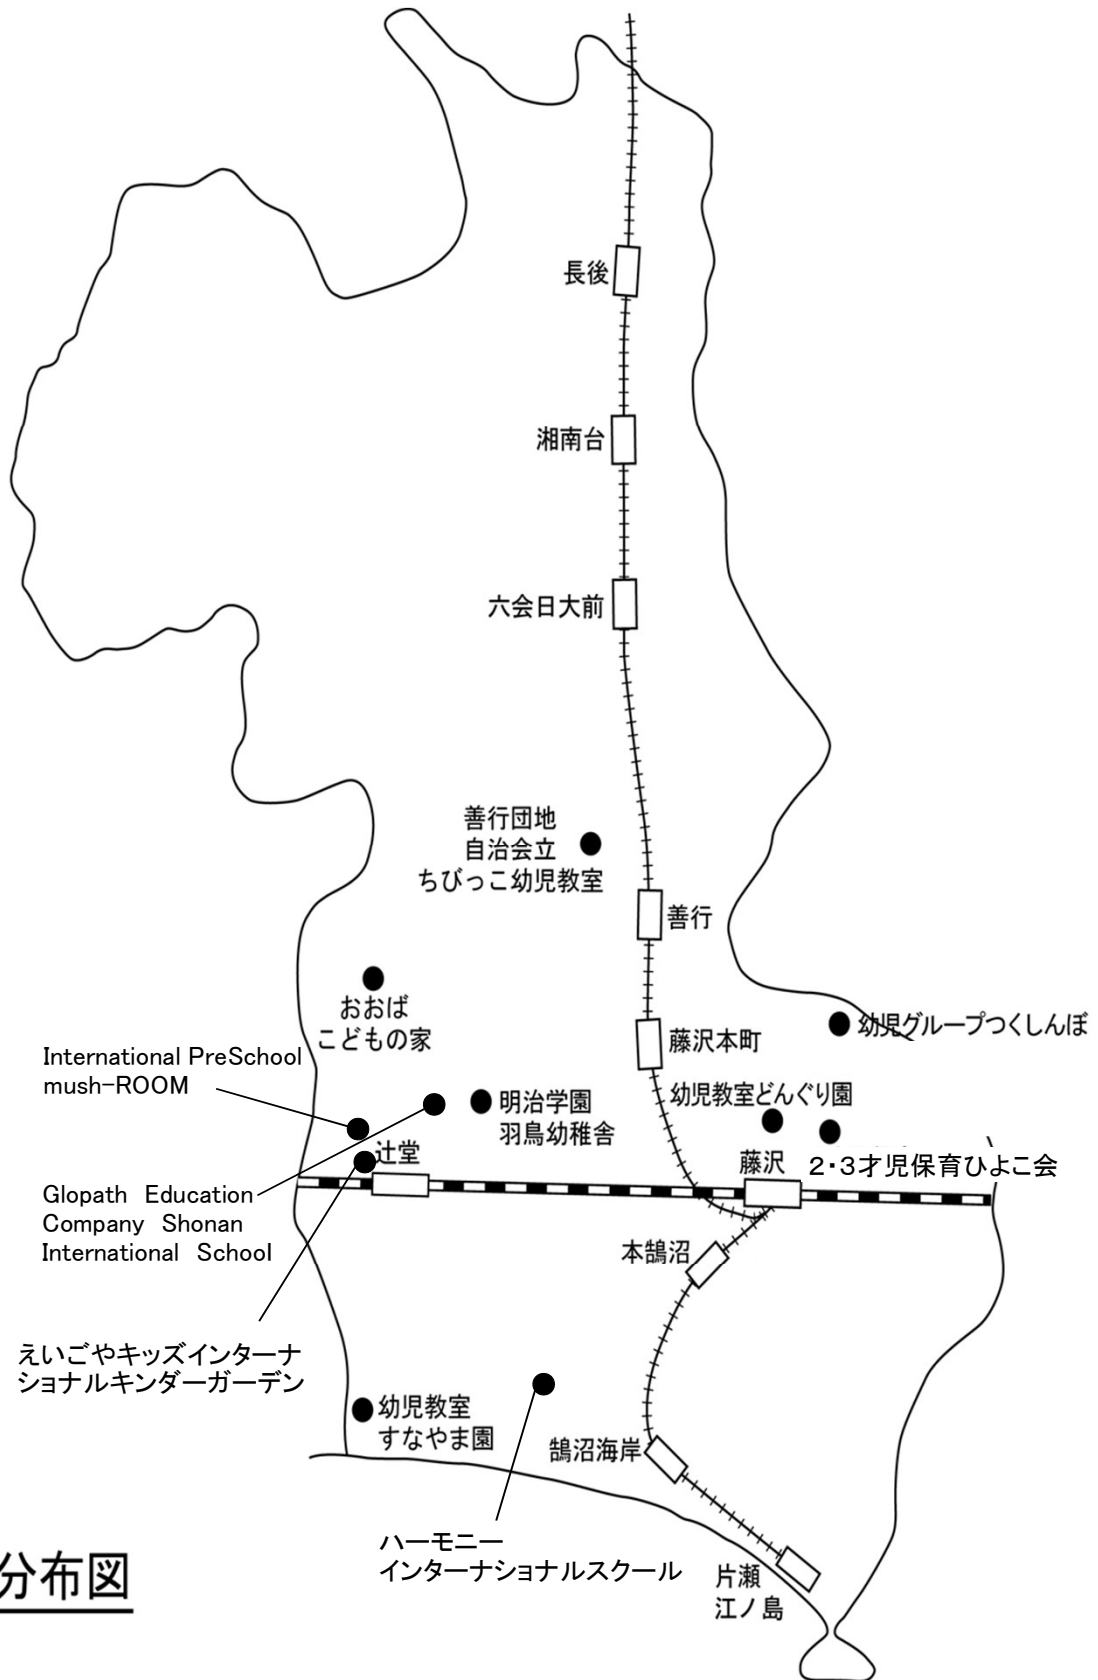 長後
湘南台
六会日大前
善行団地
自治会立
ちびっこ幼児教室
善行
おおば
こどもの家
藤沢本町
幼児グループつくしんぼ
International PreSchool
mush-ROOM
明治学園
羽鳥幼稚舎
幼児教室どんぐり園
辻堂
藤沢
2・3才児保育ひよこ会
Glopath Education
Company Shonan
International School
本鵠沼
えいごやキッズインターナ
ショナルキンダーガーデン
幼児教室
すなやま園
鵠沼海岸
ハーモニー
インターナショナルスクール
片瀬
江ノ島
分布図